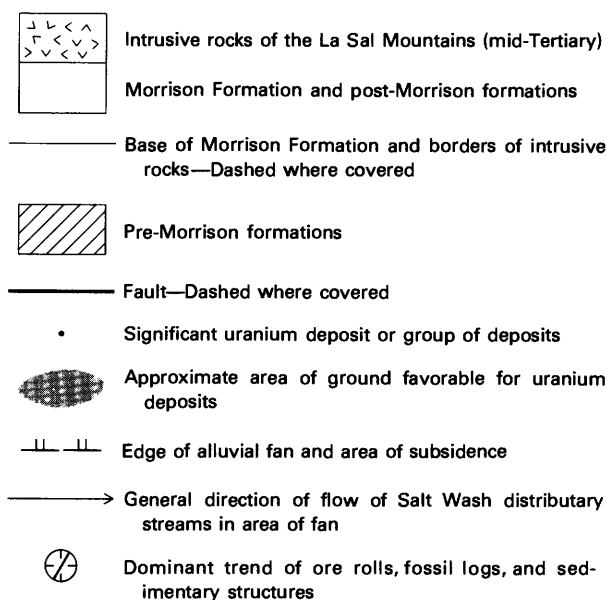 Intrusive rocks of the La Sal Mountains (mid-Tertiary)
Morrison Formation and post-Morrison formations
Base of Morrison Formation and borders of intrusive
rocks—Dashed where covered
Pre-Morrison formations
Fault—Dashed where covered
Significant uranium deposit or group of deposits
Approximate area of ground favorable for uranium
deposits
Edge of alluvial fan and area of subsidence
General direction of flow of Salt Wash distributary
streams in area of fan
Dominant trend of ore rolls, fossil logs, and sed-
imentary structures